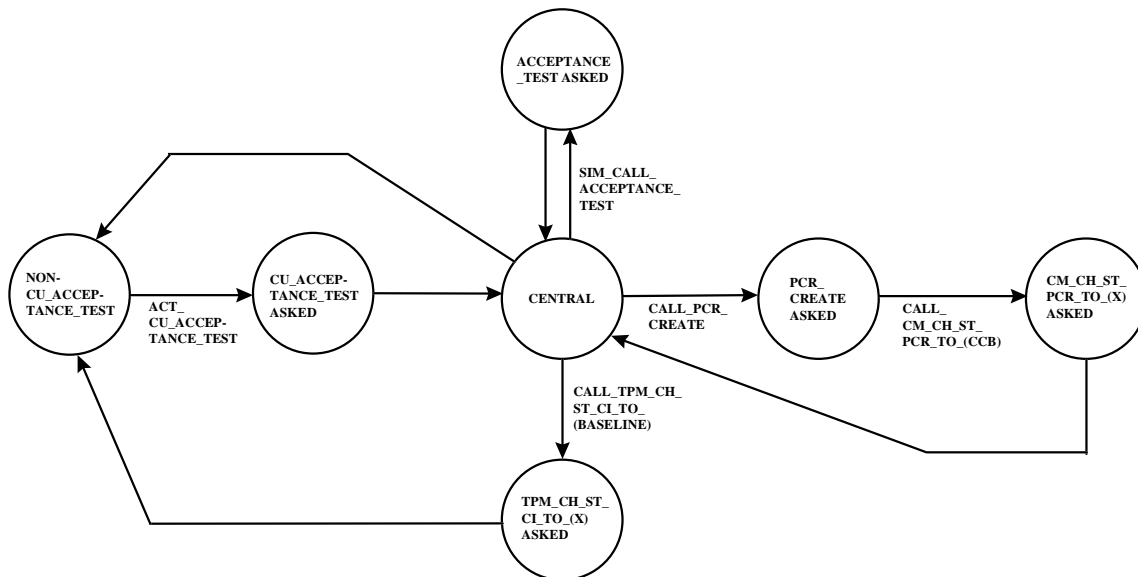 ACCEPTANCE
_TEST ASKED
SIM_CALL_
ACCEPTANCE_
TEST
NON-
CU_ACCEP-
TANCE_TEST
ACT_
CU_ACCEP-
TANCE_TEST
CU_ACCEP-
TANCE_TEST
ASKED
CENTRAL
CALL_PCR_
CREATE
PCR_
CREATE
ASKED
CALL_
CM_CH_ST_
PCR_TO_(CCB)
CM_CH_ST_
PCR_TO_(X)
ASKED
CALL_TPM_CH_
ST_CI_TO_
(BASELINE)
TPM_CH_ST_
CI_TO_(X)
ASKED